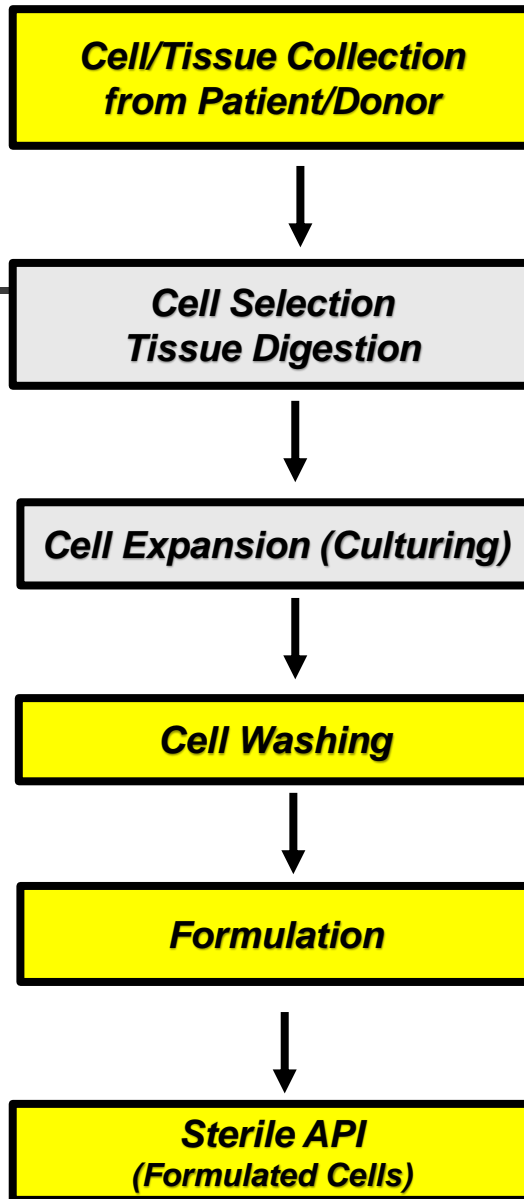 Cell/Tissue Collection
from Patient/Donor
Cell Selection
Tissue Digestion
Cell Expansion (Culturing)
Cell Washing
Formulation
Sterile API
(Formulated Cells)